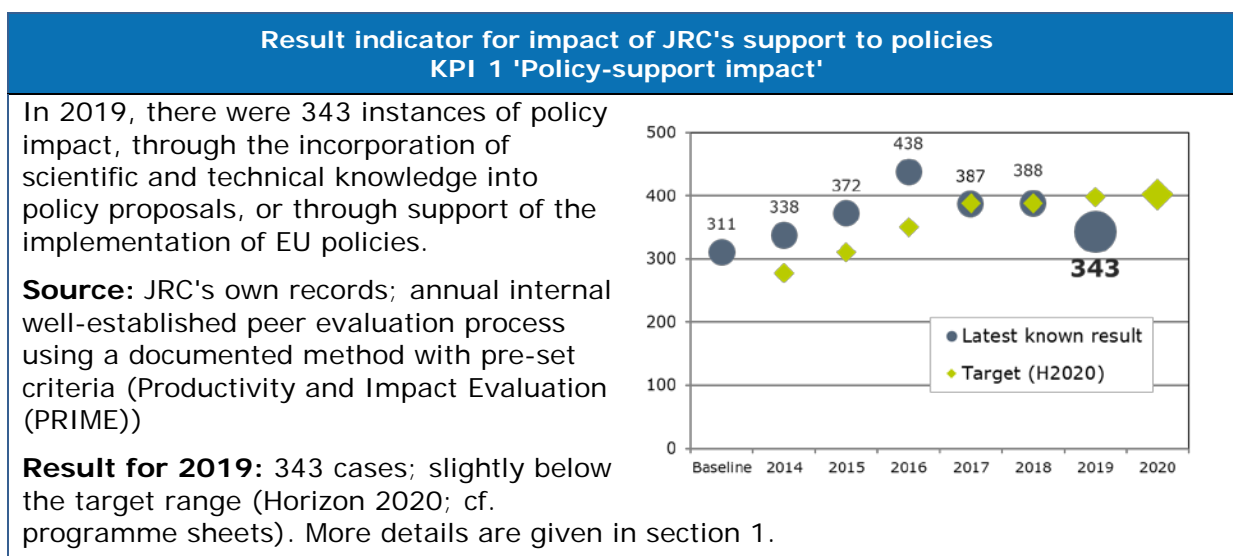 Result indicator for impact of JRC's support to policies
KPI 1 'Policy-support impact'
In 2019, there were 343 instances of policy
impact, through the incorporation of
scientific and technical knowledge into
policy proposals, or through support of the
implementation of EU policies.
Source: JRC's own records; annual internal
well-established peer evaluation process
using a documented method with pre-set
criteria (Productivity and Impact Evaluation
(PRIME))
Result for 2019: 343 cases; slightly below
the target range (Horizon 2020; cf.
programme sheets). More details are given in section 1.
500
400
300
200
100
0
311
338
372
438
387
388
343
Latest known result
Target (H2020)
Baseline 2014 2015 2016 2017 2018 2019 2020